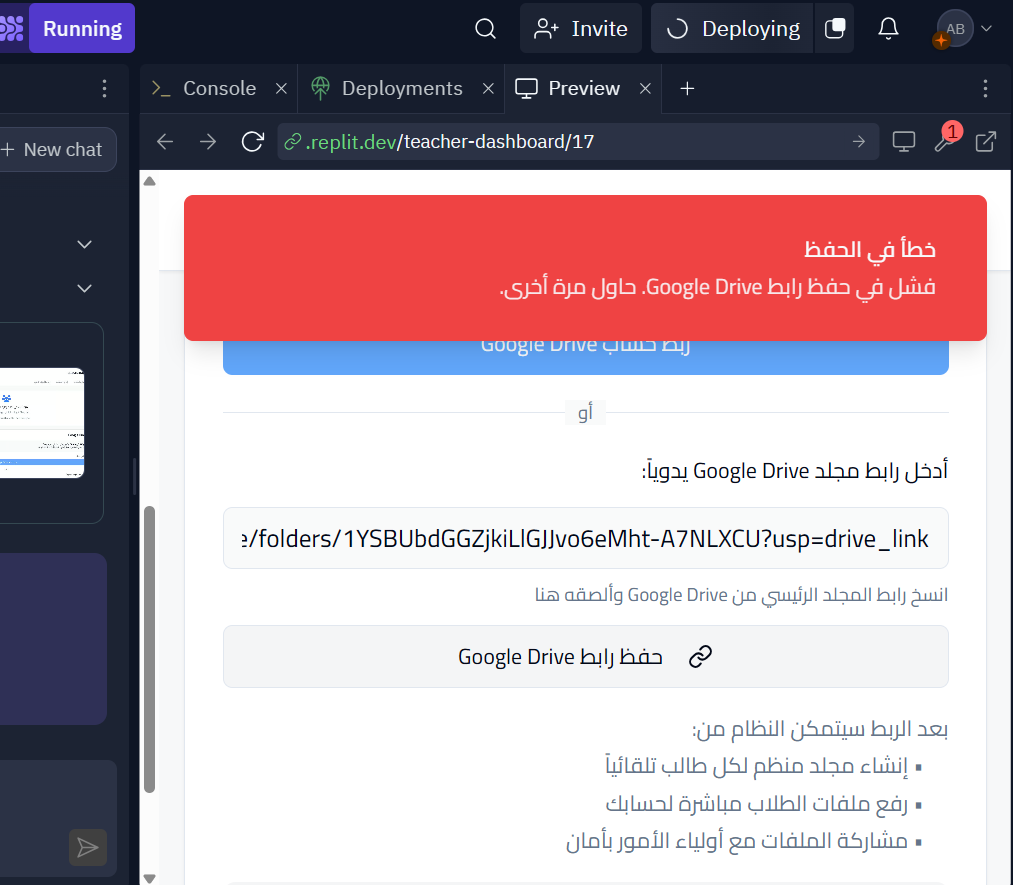 Running
Invite
Deploying
AB
Console
Deployments
Preview
New chat
.replit.dev/teacher-dashboard/17
1
خطأ في الحفظ
فشل في حفظ رابط Google Drive. حاول مرة أخرى.
ربط حساب Google Drive
أو
أدخل رابط مجلد Google Drive يدوياً:
e/folders/1YSBUbdGGZjkiLlGJJvo6eMht-A7NLXCU?usp=drive_link
انسخ رابط المجلد الرئيسي من Google Drive وألصقه هنا
حفظ رابط Google Drive
بعد الربط سيتمكن النظام من:
▪ إنشاء مجلد منظم لكل طالب تلقائياً
▪ رفع ملفات الطلاب مباشرة لحسابك
▪ مشاركة الملفات مع أولياء الأمور بأمان